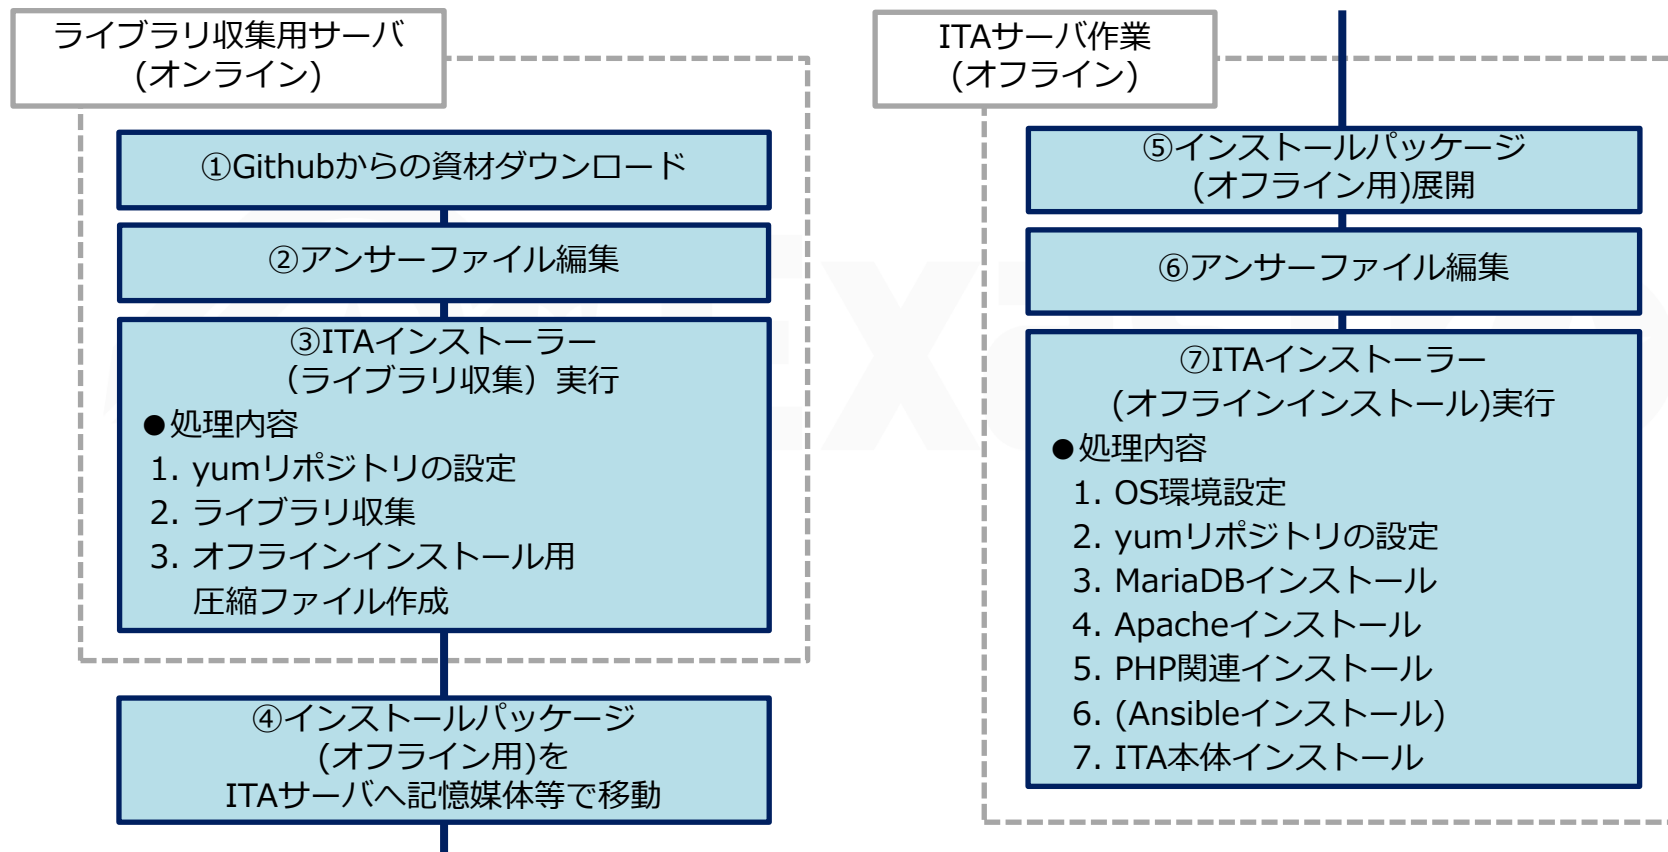 ライブラリ収集用サーバ
(オンライン)
①Githubからの資材ダウンロード
②アンサーファイル編集
③ITAインストーラー
（ライブラリ収集）実行
●処理内容
1. yumリポジトリの設定
2. ライブラリ収集
3. オフラインインストール用
圧縮ファイル作成
④インストールパッケージ
(オフライン用)を
ITAサーバへ記憶媒体等で移動
ITAサーバ作業
(オフライン)
⑤インストールパッケージ
(オフライン用)展開
⑥アンサーファイル編集
⑦ITAインストーラー
(オフラインインストール)実行
●処理内容
1. OS環境設定
2. yumリポジトリの設定
3. MariaDBインストール
4. Apacheインストール
5. PHP関連インストール
6. (Ansibleインストール)
7. ITA本体インストール